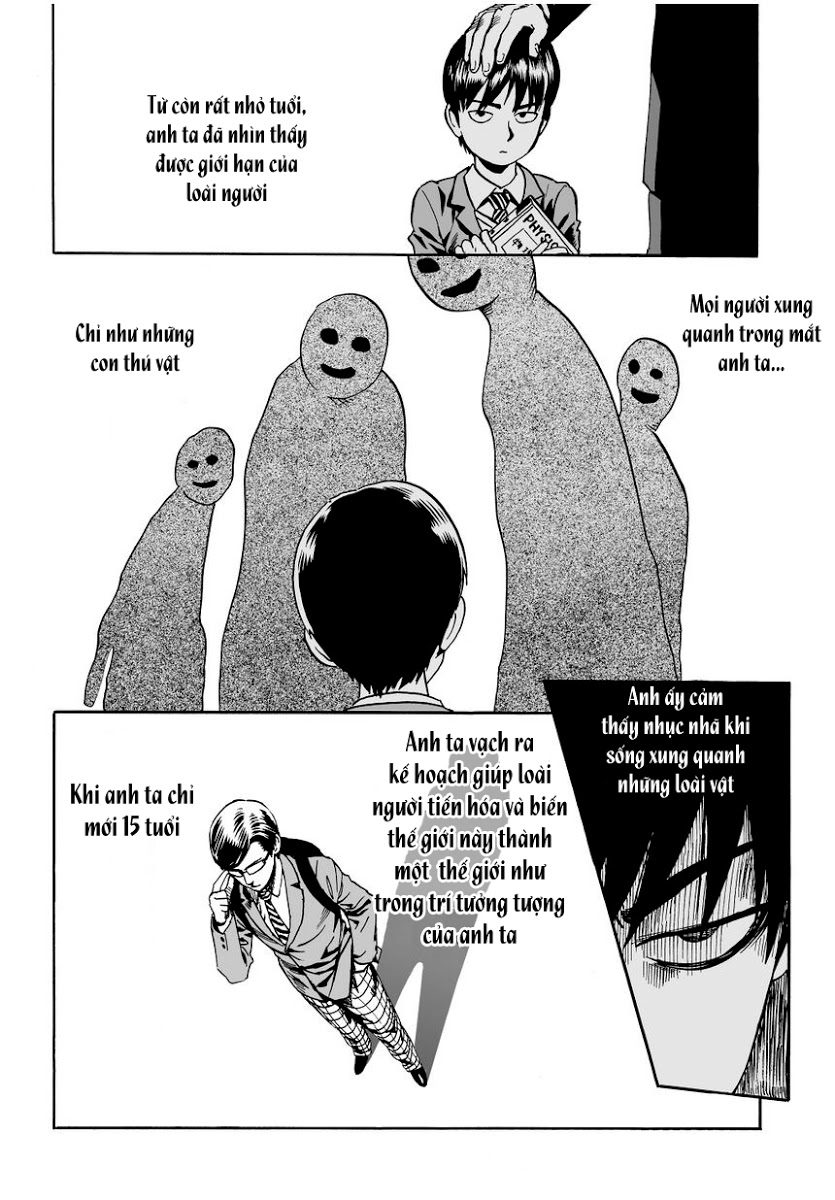 Từ còn rất nhỏ tuổi,
anh ta đã nhìn thấy
được giới hạn của
loài người
PHYSIC
Mọi người xung
quanh trong mắt
anh ta...
Chỉ như những
con thú vật
Anh ấy cảm
thấy nhục nhã khi
sống xung quanh
những loài vật
Anh ta vạch ra
kế hoạch giúp loài
người tiến hóa và biến
thế giới này thành
một thế giới như
trong trí tưởng tượng
của anh ta
Khi anh ta chỉ
mới 15 tuổi